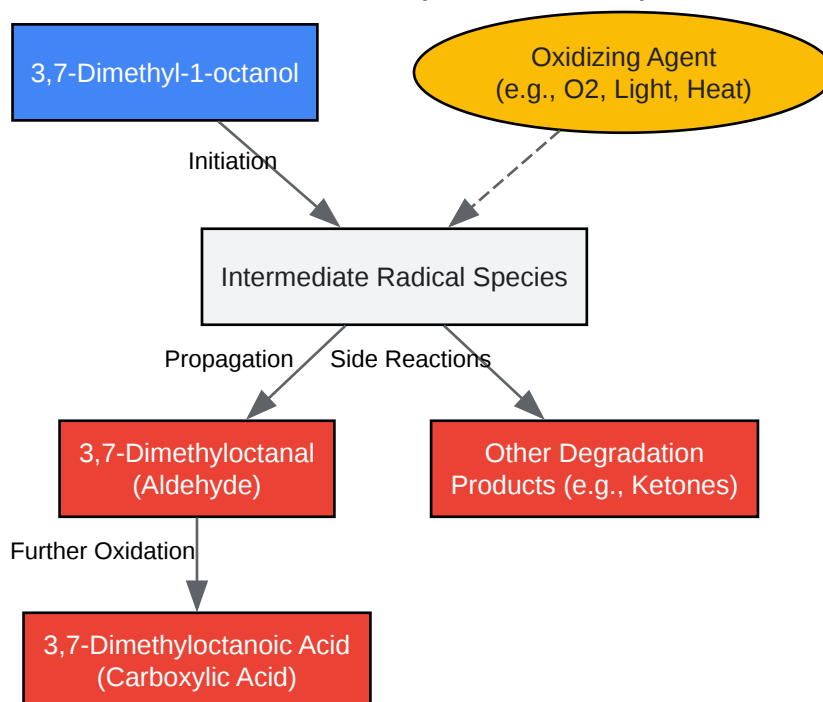 3,7-Dimethyl-1-octanol
Oxidizing Agent
(e.g., O2, Light, Heat)
Initiation
Intermediate Radical Species
Propagation
Side Reactions
3,7-Dimethyloctanal
(Aldehyde)
Other Degradation
Products (e.g., Ketones)
Further Oxidation
3,7-Dimethyloctanoic Acid
(Carboxylic Acid)